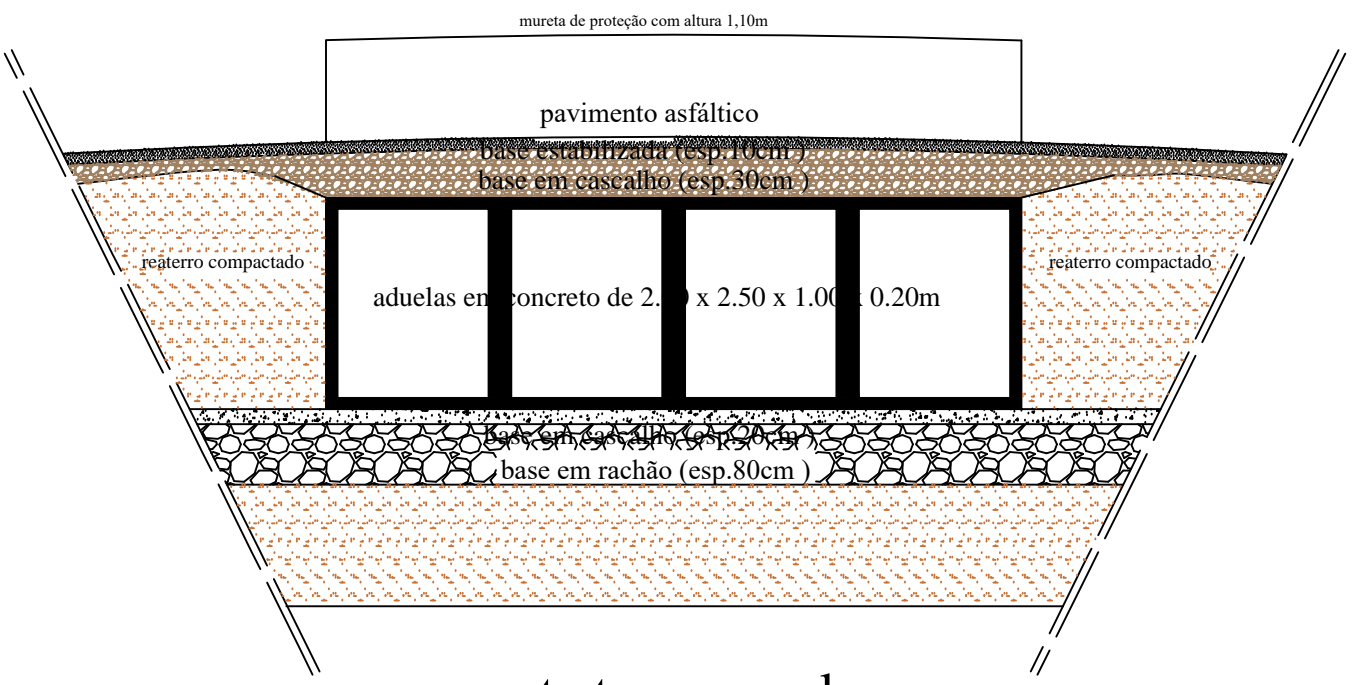 mureta de proteção com altura 1,10m
pavimento asfáltico
base estabilizada (esp.10cm )
base em cascalho (esp.30cm )
reaterro compactado
reaterro compactado
aduelas em concreto de x 2.50 x 1.00 x 0.20m
base em cascalho (esp.20cm )
base em rachão (esp.80cm )